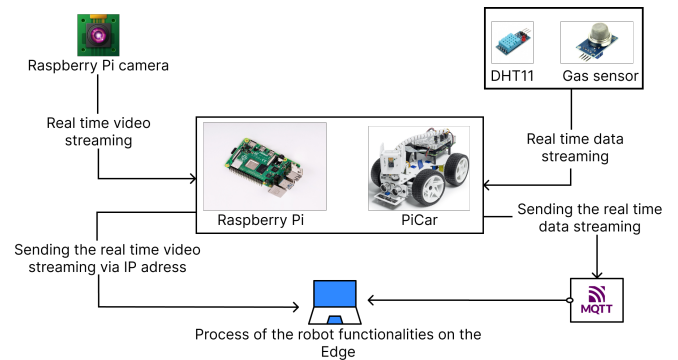 DHT11 Gas sensor
Raspberry Pi camera
Real time video
streaming
Real time data
streaming
Raspberry Pi PiCar
Sending the real time
data streaming
Sending the real time video
streaming via IP adress
MQTT
Process of the robot functionalities on the
Edge